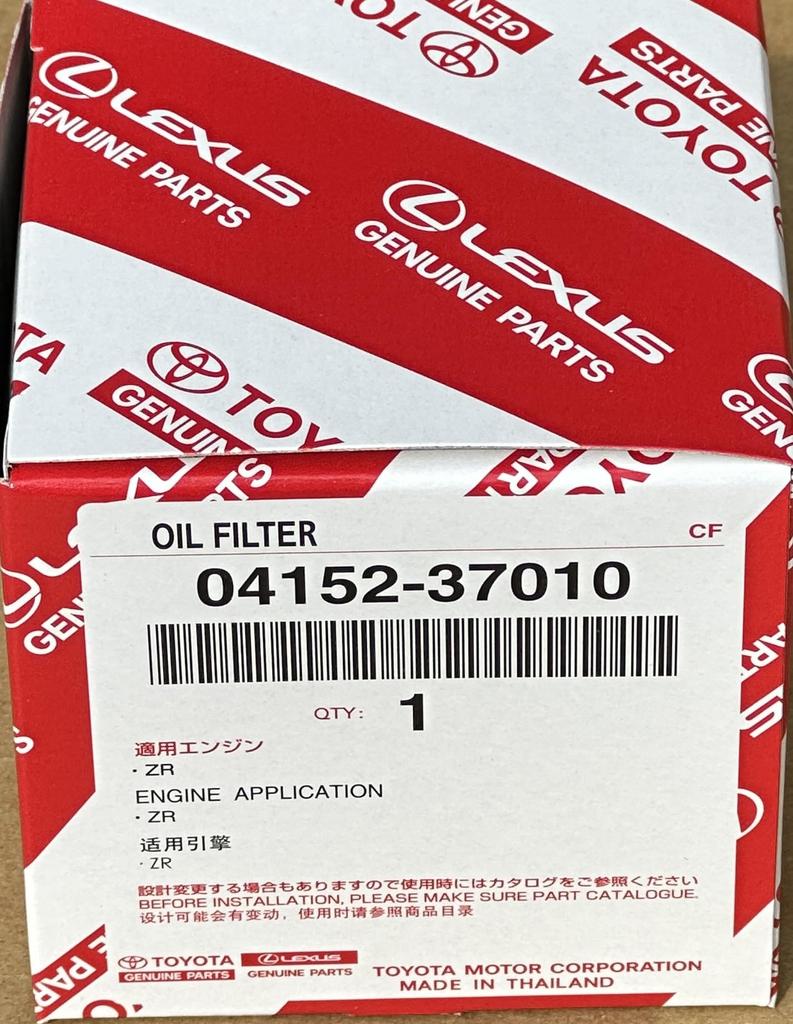 TOYOTA
GENUINE PARTS
TOYOTA
GENUINE PARTS
LEXUS
GENUINE PARTS
LEXUS
GENUINE PARTS
TOYOTA
GENUINE PARTS
OIL FILTER
CF
04152-37010
QTY: 1
適用エンジン
・ZR
ENGINE APPLICATION
・ZR
适用引擎
・ZR
設計変更する場合もありますので使用時にはカタログをご参照ください
BEFORE INSTALLATION, PLEASE MAKE SURE PART CATALOGUE.
设计可能会有变动，使用时请参照商品目录
TOYOTA
GENUINE PARTS
LEXUS
GENUINE PARTS
TOYOTA MOTOR CORPORATION
MADE IN THAILAND